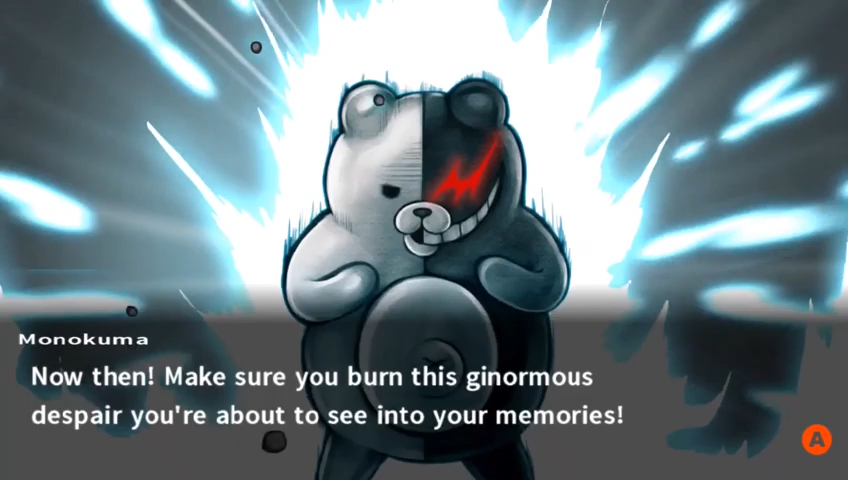 Monokuma
Now then! Make sure you burn this ginormous
despair you're about to see into your memories!
A